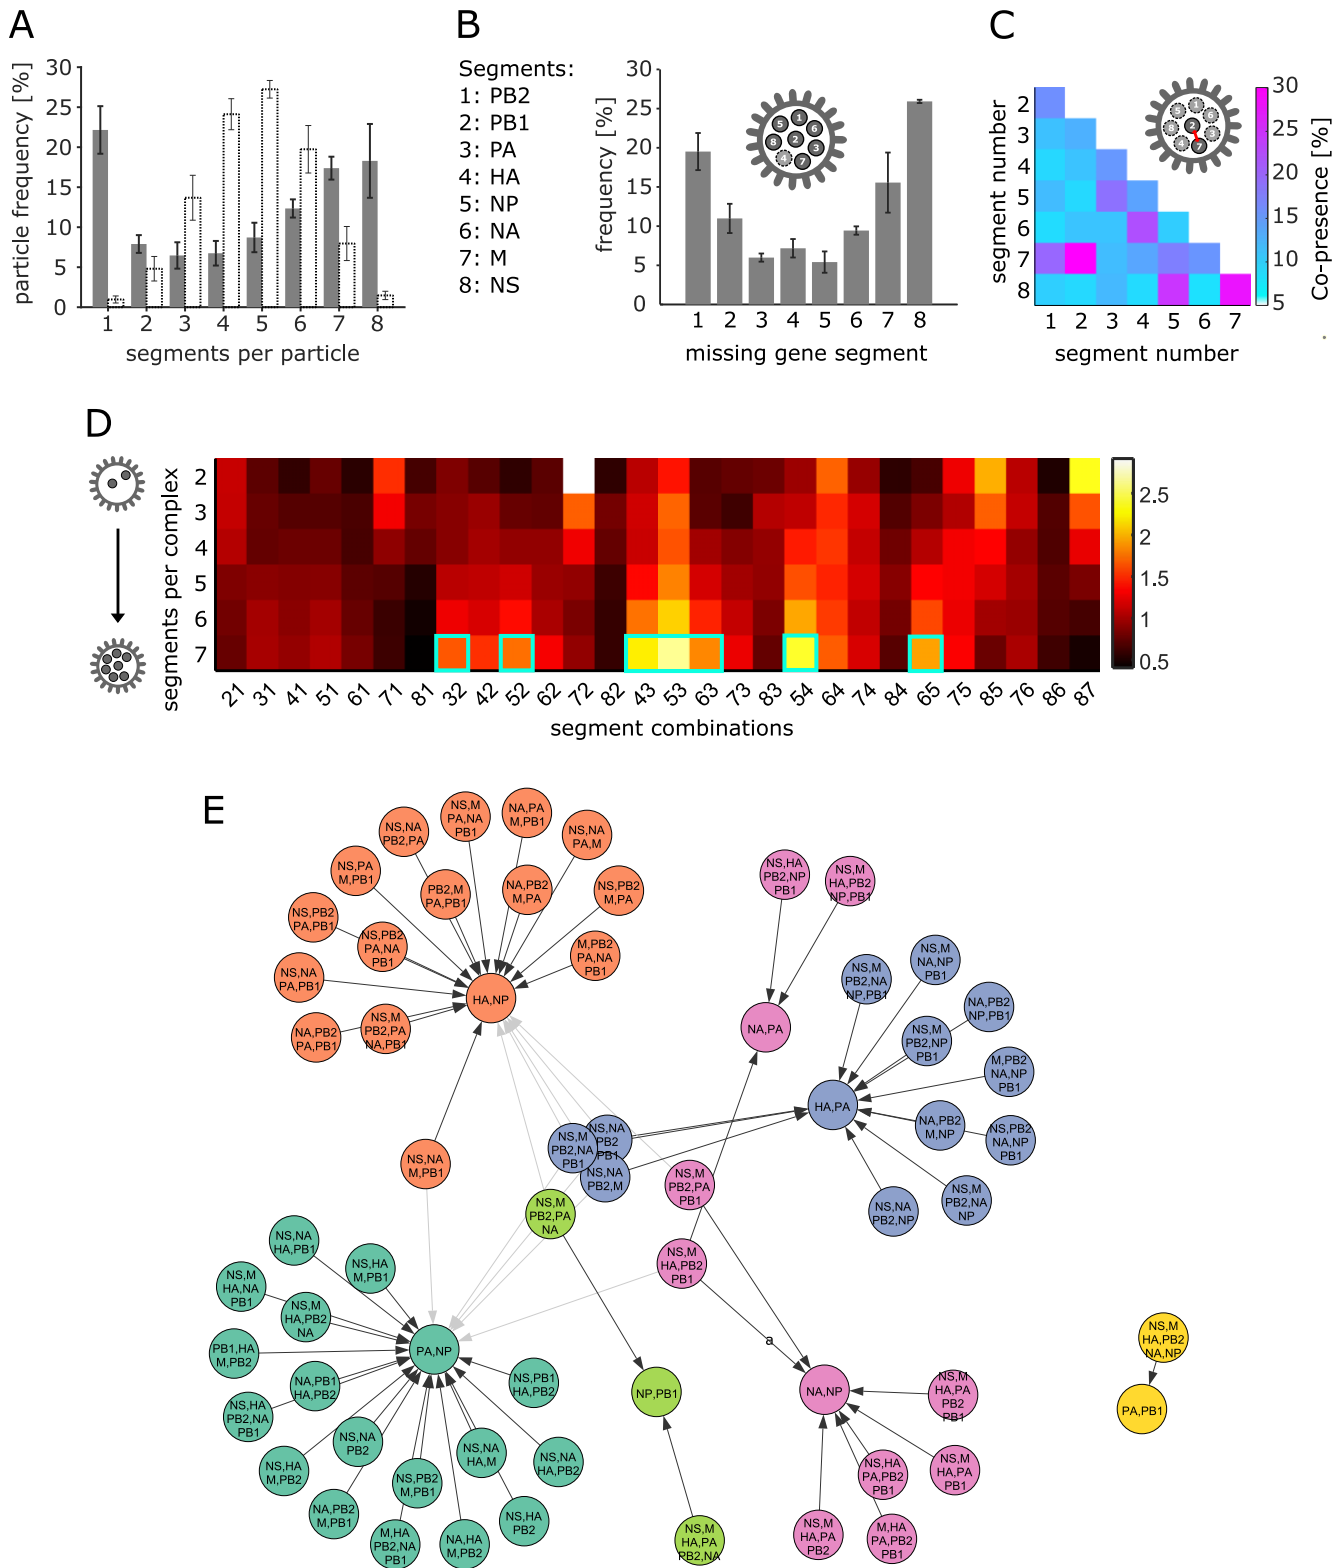 A
B
C
particle frequency [%]
30
25
20
15
10
5
0
1 2 3 4 5 6 7 8
segments per particle
Segments:
1: PB2
2: PB1
3: PA
4: HA
5: NP
6: NA
7: M
8: NS
frequency [%]
30
25
20
15
10
5
0
1 2 3 4 5 6 7 8
missing gene segment
segment number
2
3
4
5
6
7
8
1 2 3 4 5 6 7
segment number
30
25
20
15
10
5
Co-presence [%]
D
segments per complex
2
3
4
5
6
7
21 31 41 51 61 71 81 32 42 52 62 72 82 43 53 63 73 83 54 64 74 84 65 75 85 76 86 87
segment combinations
2.5
2
1.5
1
0.5
E
NS,NA
PB2,PA
NS,M
PA,NA
PB1
NA,PA
M,PB1
NS,NA
PA,M
NS,PA
M,PB1
PB2,M
PA,PB1
NA,PB2
M,PA
NS,PB2
M,PA
NS,PB2
PA,PB1
NS,PB2
PA,NA
PB1
M,PB2
PA,NA
PB1
NS,NA
PA,PB1
HA,NP
NA,PB2
PA,PB1
NS,M
PB2,PA
NA,PB1
NS,HA
PB2,NP
PB1
NS,M
HA,PB2
NP,PB1
NA,PA
NS,M
PB2,NA
NP,PB1
NS,M
NA,NP
PB1
NA,PB2
NP,PB1
NS,M
PB2,NP
PB1
M,PB2
NA,NP
PB1
HA,PA
NA,PB2
M,NP
NS,PB2
NA,NP
PB1
NS,NA
PB2,NP
NS,M
PB2,NA
NP
NS,NA
M,PB1
NS,M
PB2,NA
PB1
NS,NA
PB2
PB1
NS,NA
PB2,M
NS,M
PB2,PA
NA
NS,M
PB2,PA
PB1
NS,M
HA,PB2
PB1
NS,NA
HA,PB1
NS,HA
M,PB1
NS,M
HA,NA
PB1
NS,M
HA,PB2
NA
PB1,HA
M,PB2
PA,NP
NA,PB1
HA,PB2
NS,PB1
HA,PB2
NS,HA
PB2,NA
PB1
NS,NA
PB2
NS,NA
HA,M
NS,NA
HA,PB2
NS,HA
M,PB2
NS,PB2
M,PB1
NA,PB2
M,PB1
NS,HA
PB2
M,HA
PB2,NA
PB1
NA,HA
M,PB2
a
NP,PB1
NS,M
HA,PA
PB2,NA
NA,NP
NS,M
HA,PA
PB2
PB1
NS,HA
PA,PB2
PB1
NS,M
HA,PA
PB1
NS,M
HA,PA
PB2
M,HA
PA,PB2
PB1
NS,M
HA,PB2
NA,NP
PA,PB1